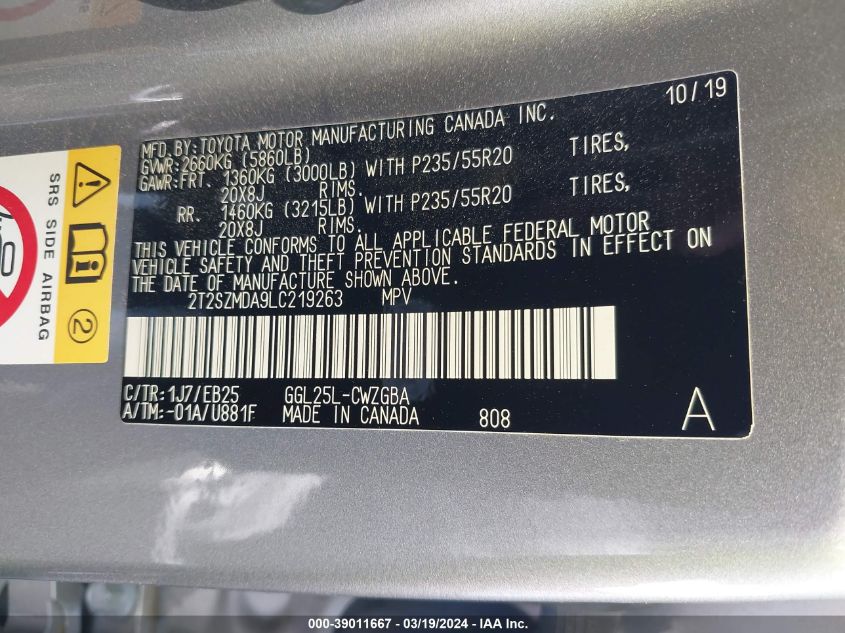 10/19
MFD.BY:TOYOTA MOTOR MANUFACTURING CANADA INC.
GVWR:2660KG (5860LB)
GAWR:FRT. 1360KG (3000LB) WITH P235/55R20 TIRES,
20X8J RIMS.
RR. 1460KG (3215LB) WITH P235/55R20 TIRES,
20X8J RIMS.
THIS VEHICLE CONFORMS TO ALL APPLICABLE FEDERAL MOTOR
VEHICLE SAFETY AND THEFT PREVENTION STANDARDS IN EFFECT ON
THE DATE OF MANUFACTURE SHOWN ABOVE.
2T2SZMDA9LC219263 MPV
C/TR:1J7/EB25 GGL25L-CWZGBA
A/TM:-01A/U881F MADE IN CANADA 808 A
SRS SIDE AIRBAG
2
000-39011667 - 03/19/2024 - IAA Inc.